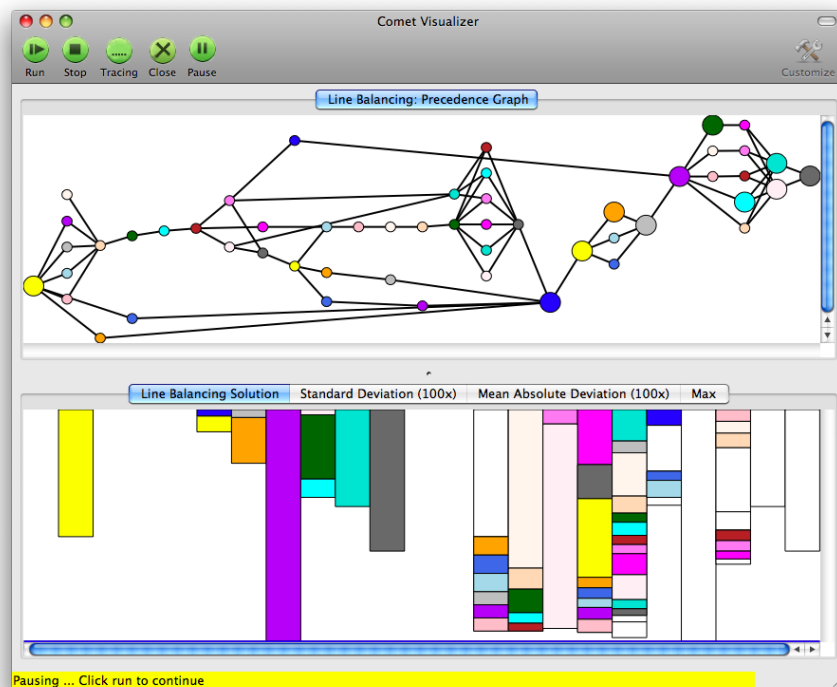 Comet Visualizer
Run Stop Tracing Close Pause Customize
Line Balancing: Precedence Graph
Line Balancing Solution Standard Deviation (100x) Mean Absolute Deviation (100x) Max
Pausing ... Click run to continue